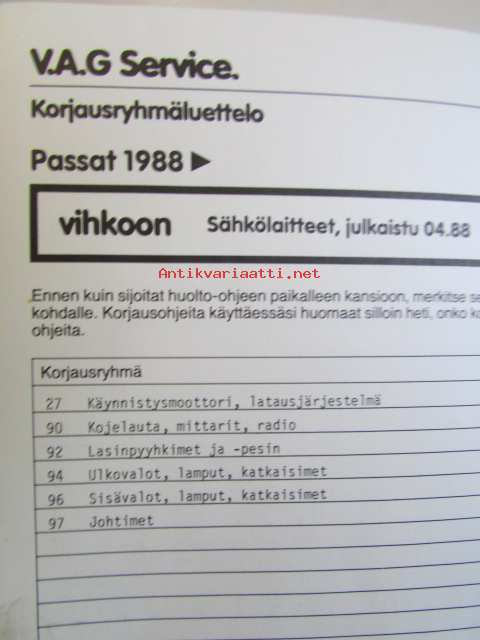 V.A.G Service.
Korjausryhmäluettelo
Passat 1988 ►
vihkoon Sähkölaitteet, julkaistu 04.88
Antikvariaatti.net
Ennen kuin sijoitat huolto-ohjeen paikalleen kansioon, merkitse
kohdalle. Korjausohjeita käyttäessäsi huomaat silloin heti, onko
ohjeita.
Korjausryhmä
27 Käynnistysmoottori, latausjärjestelmä
90 Kojelauta, mittarit, radio
92 Lasinpyyhkimet ja -pesin
94 Ulkovalot, lamput, katkaisimet
96 Sisävalot, lamput, katkaisimet
97 Johtimet